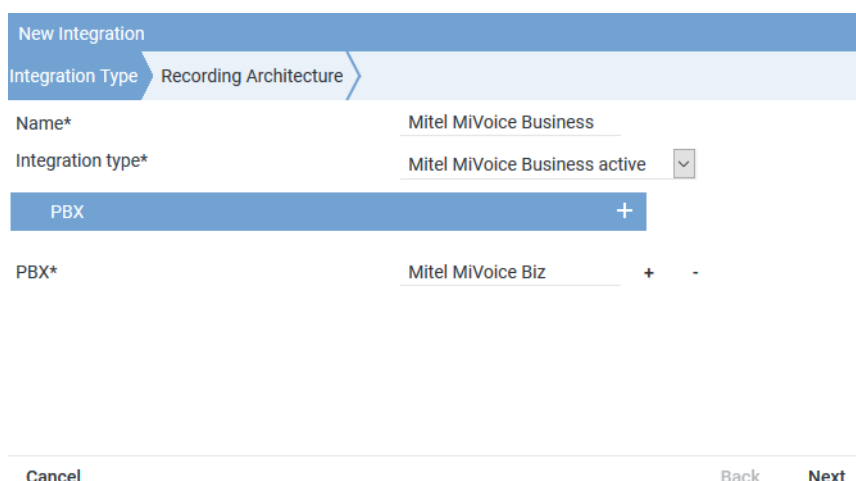 New Integration
Integration Type Recording Architecture
Name* Mitel MiVoice Business
Integration type* Mitel MiVoice Business active
PBX +
PBX* Mitel MiVoice Biz + -
Cancel Back Next